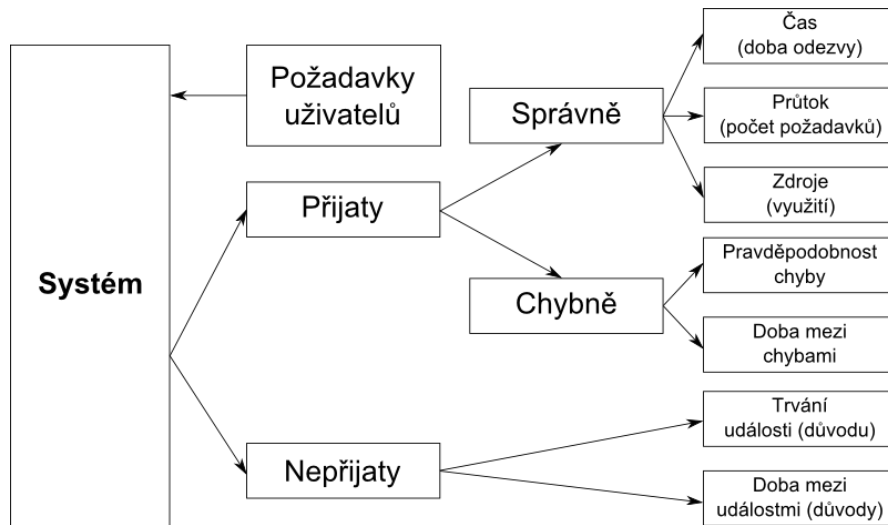 Systém
Požadavky
uživatelů
Přijaty
Nepřijaty
Správně
Chybně
Čas
(doba odezvy)
Průtok
(počet požadavků)
Zdroje
(využití)
Pravděpodobnost
chyby
Doba mezi
chybami
Trvání
události (důvodu)
Doba mezi
událostmi (důvody)